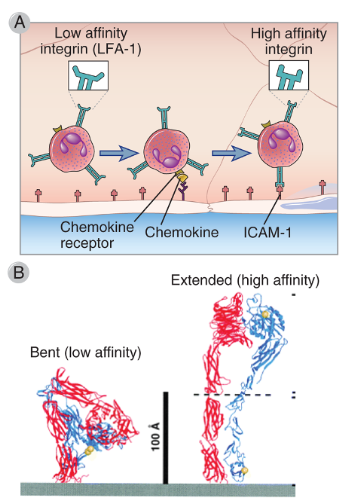 A
Low affinity
integrin (LFA-1)
High affinity
integrin
Chemokine
receptor
Chemokine
ICAM-1
B
Extended (high affinity)
Bent (low affinity)
100 Å